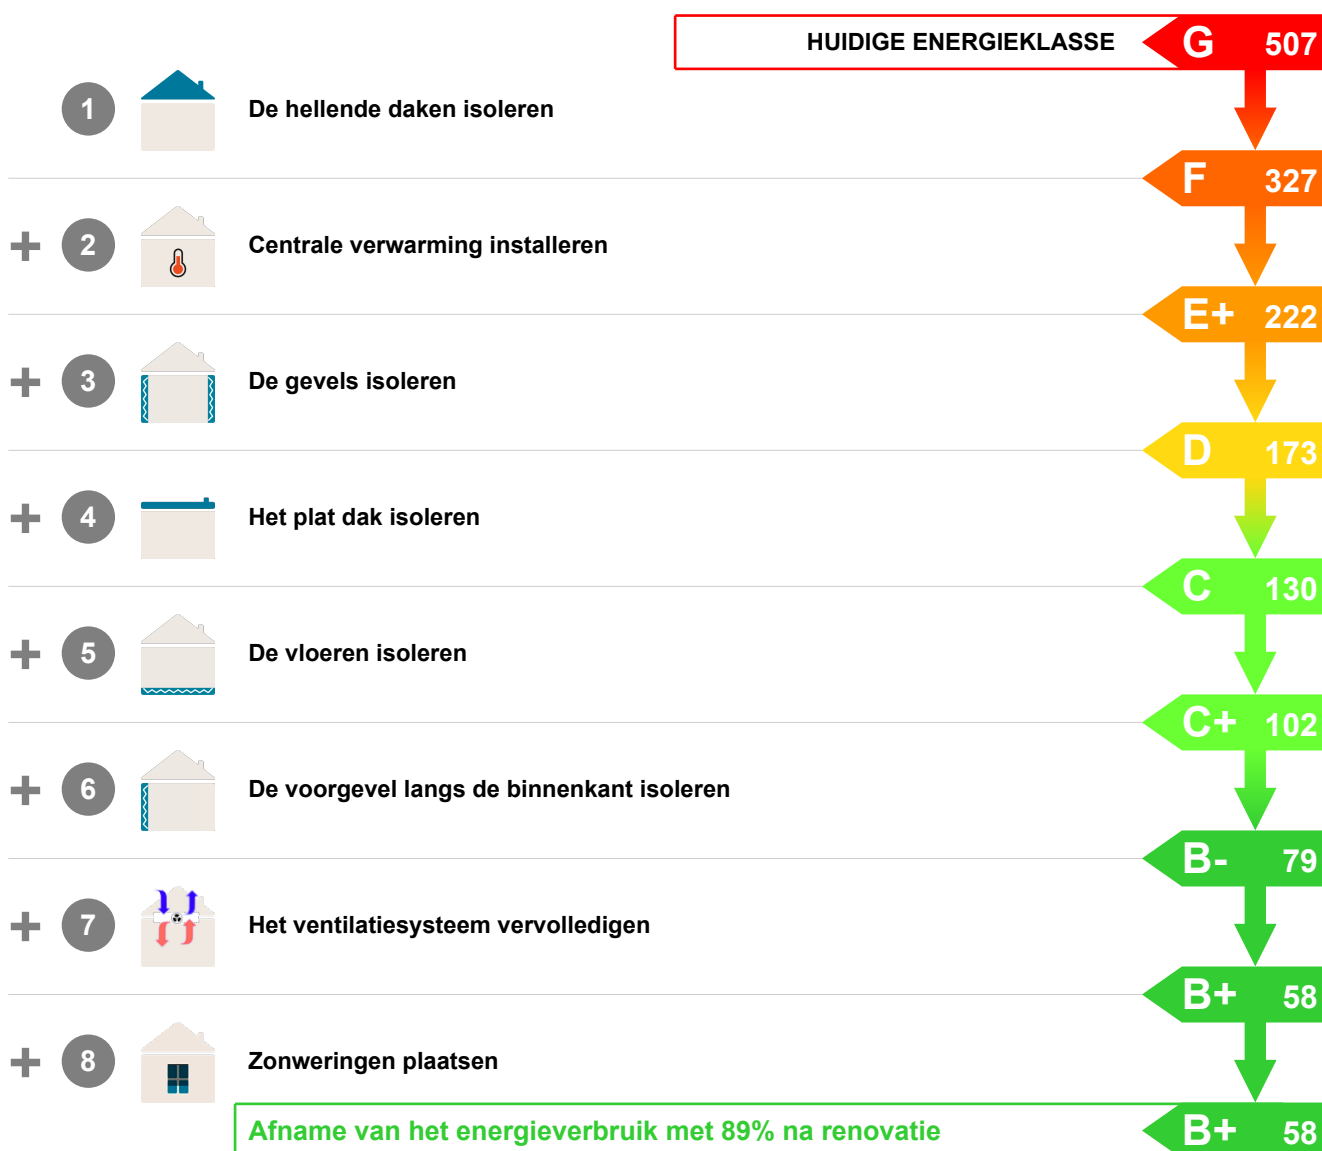 HUIDIGE ENERGIEKLASSE G 507
1 De hellende daken isoleren
F 327
+ 2 Centrale verwarming installeren
E+ 222
+ 3 De gevels isoleren
D 173
+ 4 Het plat dak isoleren
C 130
+ 5 De vloeren isoleren
C+ 102
+ 6 De voorgevel langs de binnenkant isoleren
B- 79
+ 7 Het ventilatiesysteem vervolledigen
B+ 58
+ 8 Zonweringen plaatsen
Afname van het energieverbruik met 89% na renovatie B+ 58